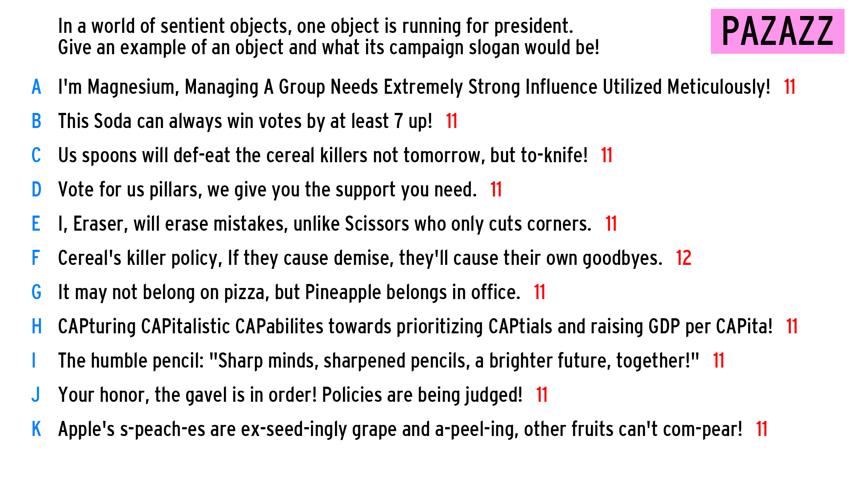 In a world of sentient objects, one object is running for president.
Give an example of an object and what its campaign slogan would be!
PAZAZZ
A I'm Magnesium, Managing A Group Needs Extremely Strong Influence Utilized Meticulously! 11
B This Soda can always win votes by at least 7 up! 11
C Us spoons will def-eat the cereal killers not tomorrow, but to-knife! 11
D Vote for us pillars, we give you the support you need. 11
E I, Eraser, will erase mistakes, unlike Scissors who only cuts corners. 11
F Cereal's killer policy, If they cause demise, they'll cause their own goodbyes. 12
G It may not belong on pizza, but Pineapple belongs in office. 11
H CAPturing CAPitalistic CAPabilites towards prioritizing CAPtials and raising GDP per CAPita! 11
I The humble pencil: "Sharp minds, sharpened pencils, a brighter future, together!" 11
J Your honor, the gavel is in order! Policies are being judged! 11
K Apple's s-peach-es are ex-seed-ingly grape and a-peel-ing, other fruits can't com-pear! 11